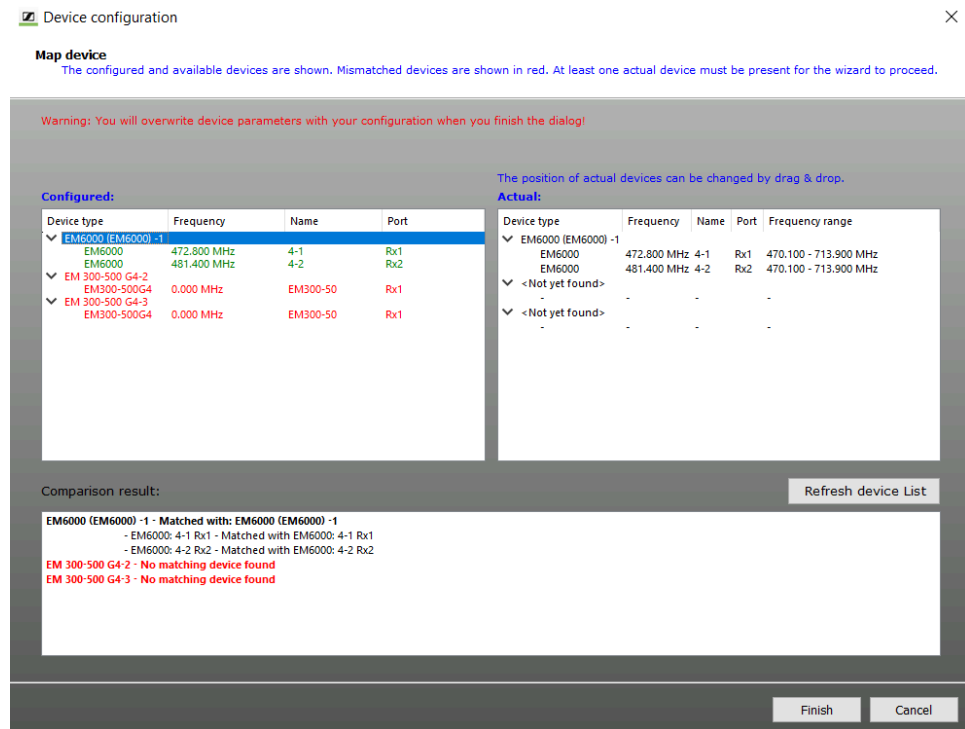 Device configuration
Map device
The configured and available devices are shown. Mismatched devices are shown in red. At least one actual device must be present for the wizard to proceed.
Warning: You will overwrite device parameters with your configuration when you finish the dialog!
The position of actual devices can be changed by drag & drop.
Configured:
Device type Frequency Name Port
EM6000 (EM6000) -1
EM6000 472.800 MHz 4-1 Rx1
EM6000 481.400 MHz 4-2 Rx2
EM 300-500 G4-2
EM300-500G4 0.000 MHz EM300-50 Rx1
EM 300-500 G4-3
EM300-500G4 0.000 MHz EM300-50 Rx1
Actual:
Device type Frequency Name Port Frequency range
EM6000 (EM6000) -1
EM6000 472.800 MHz 4-1 Rx1 470.100 - 713.900 MHz
EM6000 481.400 MHz 4-2 Rx2 470.100 - 713.900 MHz
<Not yet found>
- - - -
<Not yet found>
- - - -
Comparison result:
Refresh device List
EM6000 (EM6000) -1 - Matched with: EM6000 (EM6000) -1
- EM6000: 4-1 Rx1 - Matched with EM6000: 4-1 Rx1
- EM6000: 4-2 Rx2 - Matched with EM6000: 4-2 Rx2
EM 300-500 G4-2 - No matching device found
EM 300-500 G4-3 - No matching device found
Finish Cancel